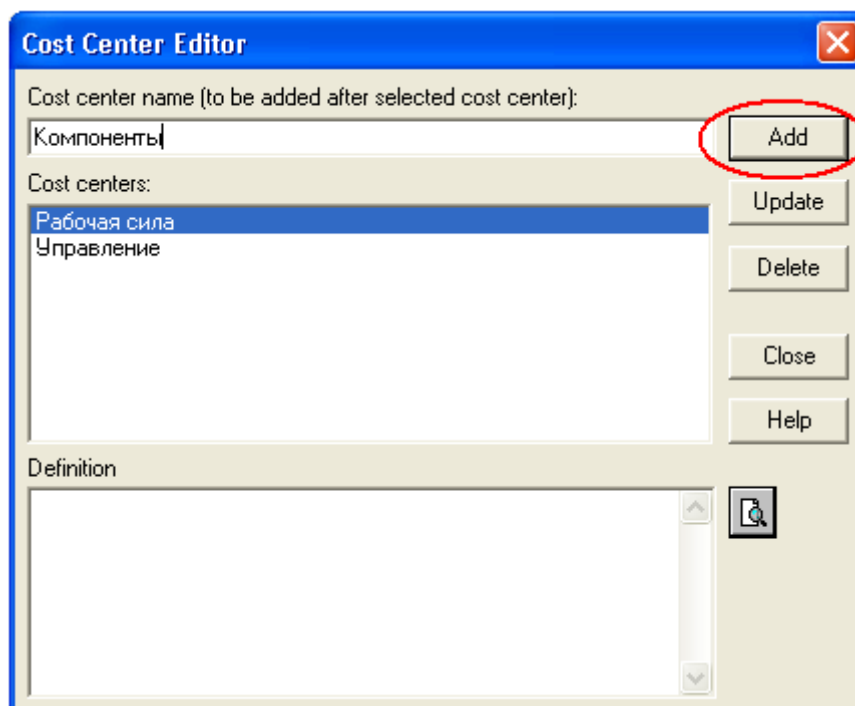 Cost Center Editor
Cost center name (to be added after selected cost center):
Компоненты
Add
Cost centers:
Update
Рабочая сила
Управление
Delete
Close
Help
Definition